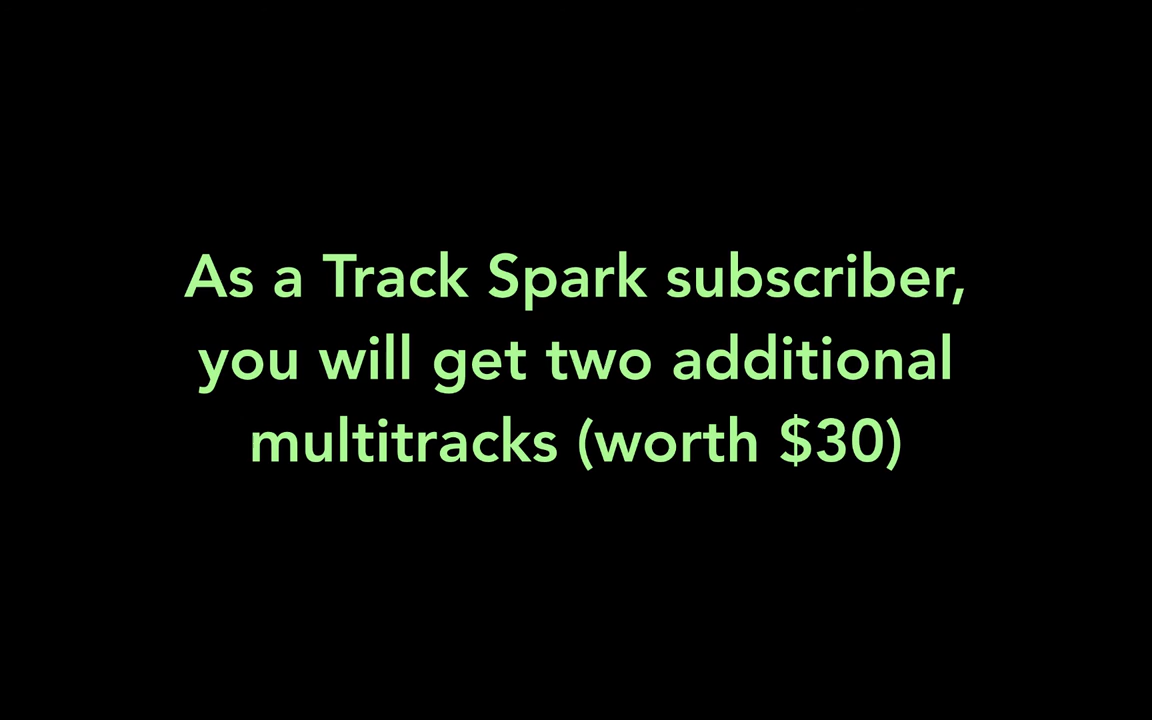 As a Track Spark subscriber,
you will get two additional
multitracks (worth $30)